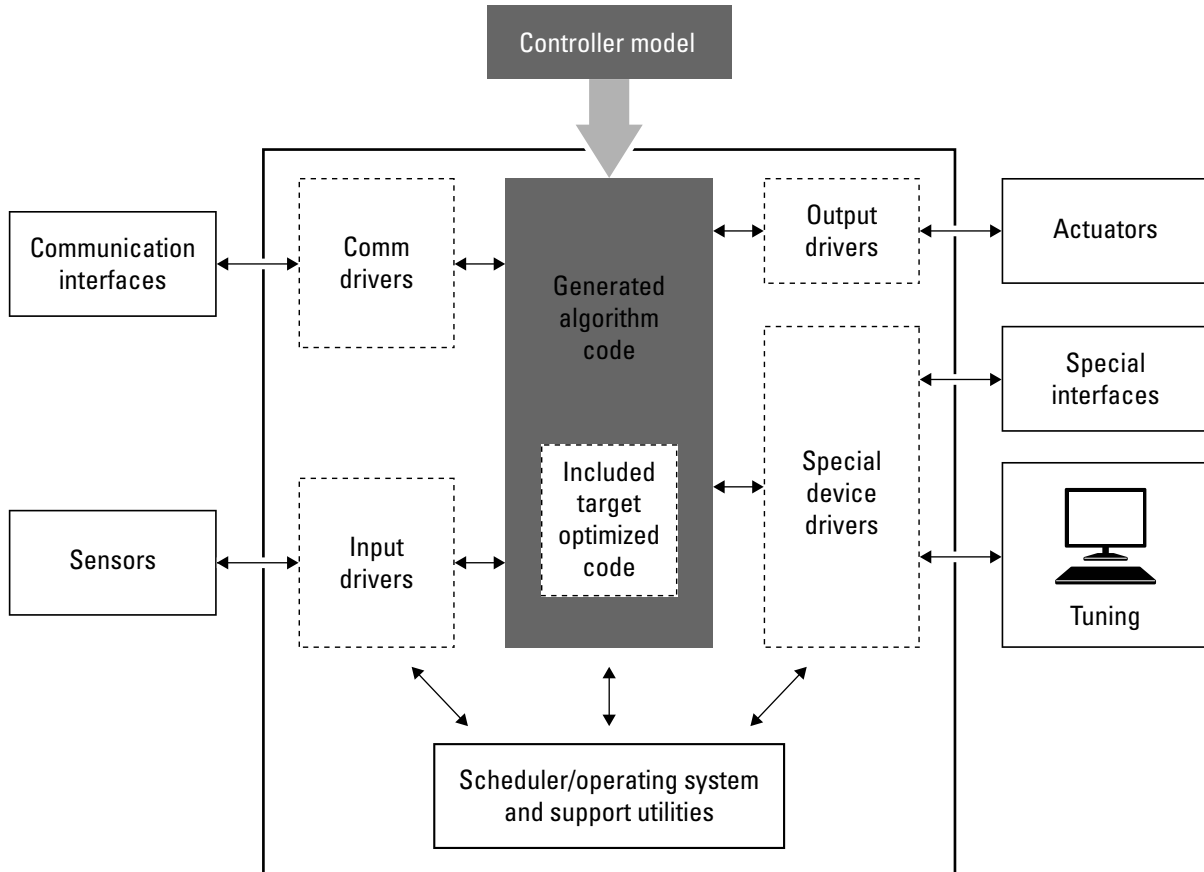 Controller model
Communication
interfaces
Comm
drivers
Generated
algorithm
code
Output
drivers
Actuators
Special
interfaces
Sensors
Input
drivers
Included
target
optimized
code
Special
device
drivers
Tuning
Scheduler/operating system
and support utilities